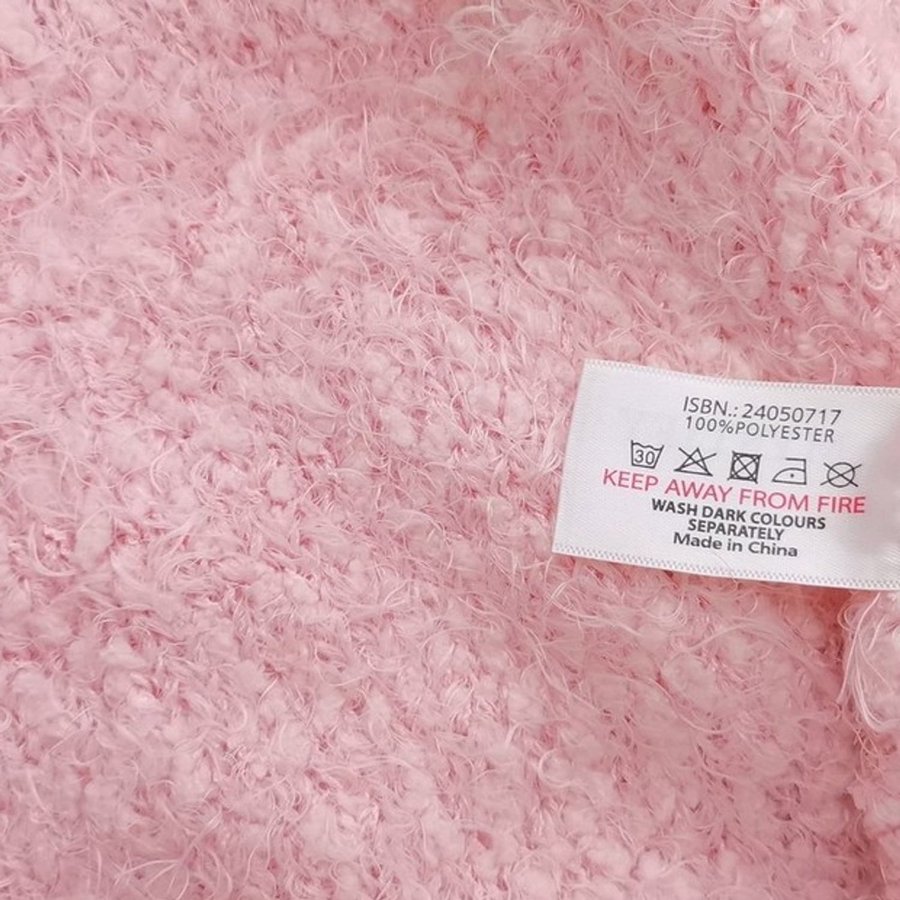 ISBN.: 24050717
100%POLYESTER
30
KEEP AWAY FROM FIRE
WASH DARK COLOURS
SEPARATELY
Made in China